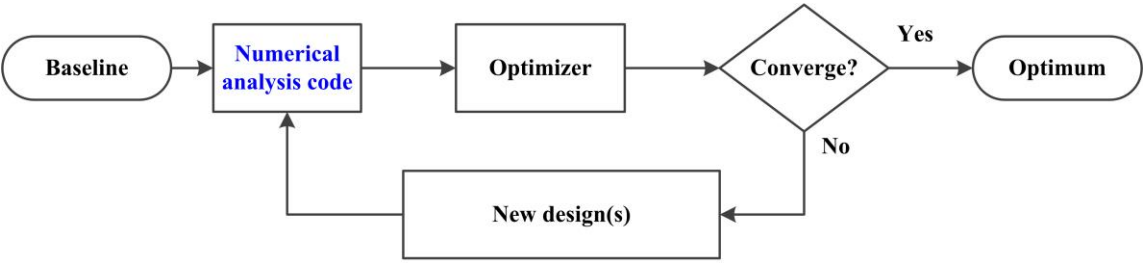 Baseline
Numerical
analysis code
Optimizer
Converge?
Yes
Optimum
No
New design(s)